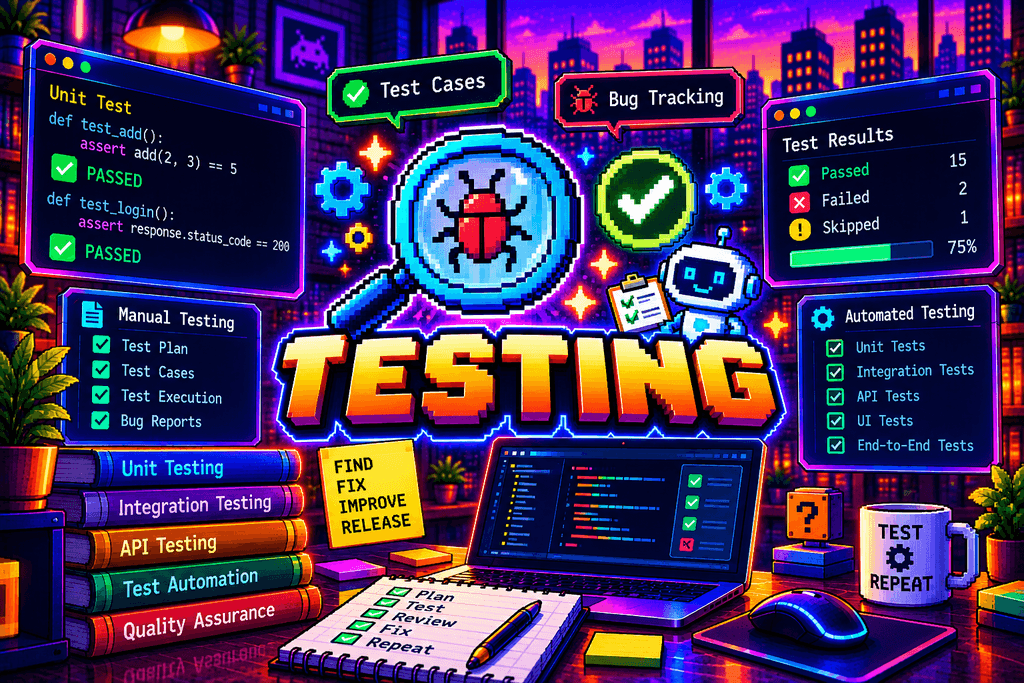 Unit Test
def test_add():
assert add(2, 3) == 5
PASSED
def test_login():
assert response.status_code == 200
PASSED
Test Cases
Bug Tracking
Test Results
Passed 15
Failed 2
Skipped 1
75%
Manual Testing
Test Plan
Test Cases
Test Execution
Bug Reports
TESTING
Automated Testing
Unit Tests
Integration Tests
API Tests
UI Tests
End-to-End Tests
Unit Testing
Integration Testing
API Testing
Test Automation
Quality Assurance
FIND
FIX
IMPROVE
RELEASE
Plan
Test
Review
Fix
Repeat
?
TEST
REPEAT